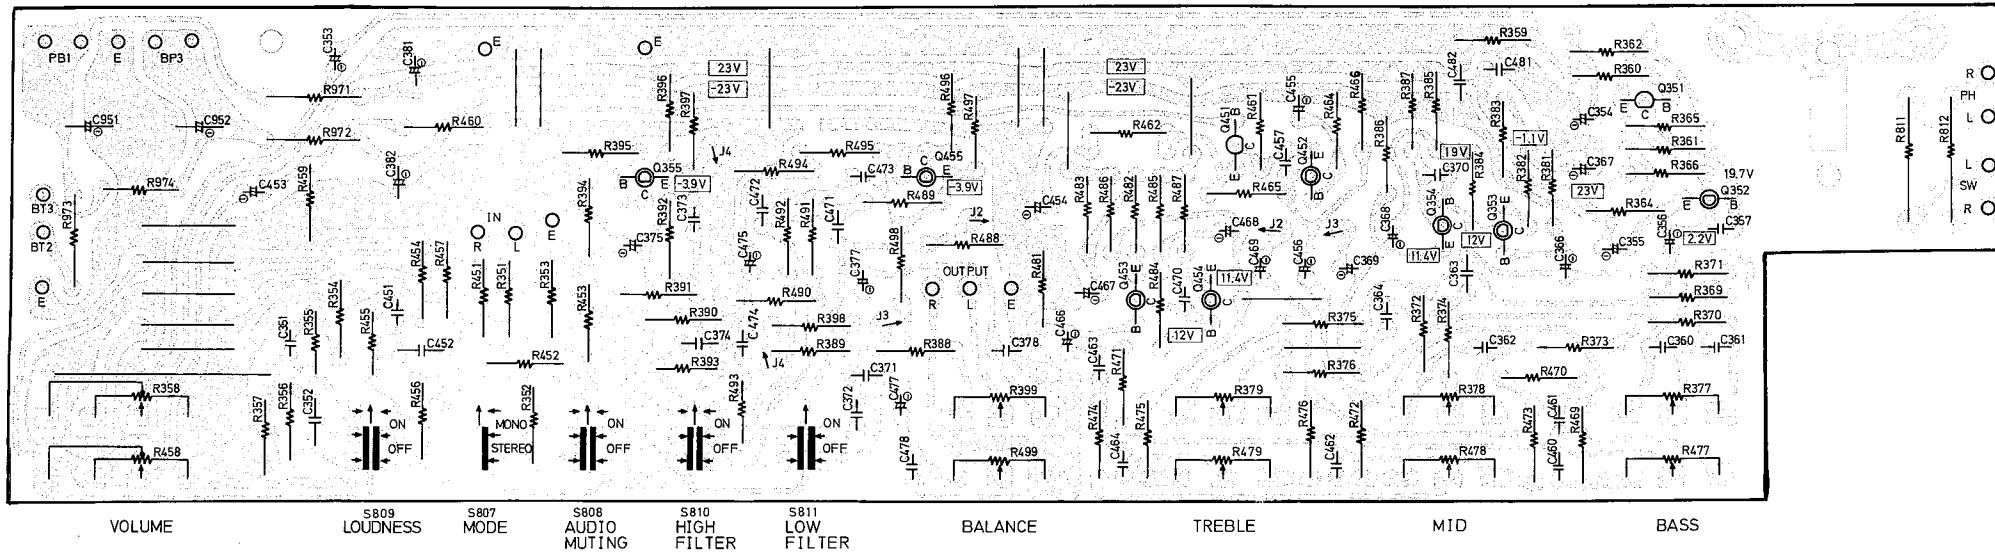 PB1 E BP3
C353
C381
E
E
R971
C951
C952
R972
R460
C382
R396
R397
23V
-23V
J4
R395
Q355
B E
C
-3.9V
R495
R494
C473
R496
R497
C
B E
Q455
-3.9V
R489
23V
-23V
R462
Q451
B
C
E
R461
C455
R464
C457
Q452
E
C
B
R465
R466
R387
R385
C482
R359
C481
R383
R386
19V
C370
R384
-1.1V
R382
R381
R362
R360
Q351
E B
C
C354
R365
R361
C367
R366
23V
19.7V
Q352
E B
C
R364
C357
R811
R812
R
PH
L
L
SW
R
BT3
BT2
E
R973
R974
C453
R459
IN
R L E
R454
R457
R451
R351
R353
R394
C375
R453
R392
C373
C472
C475
R492
R491
C471
C377
J2
C454
R498
R488
OUTPUT
R L E
R481
R483
R486
R482
R485
R487
C468
J2
J3
C467
Q453
E
C
B
R484
C470
Q454
E
C
B
11.4V
C469
C456
C369
12V
C368
Q354
B
C
E
11.4V
12V
Q353
E
C
B
C363
C366
C355
C356
2.2V
R371
R369
R370
R354
C451
R355
R455
C452
C351
R452
R391
R390
C374
C474
R393
J4
R490
R398
R389
J3
R388
C371
C378
C466
C463
R471
R375
R376
C364
R372
R374
C362
R373
C360
C361
R470
R358
R357
R356
C352
R456
R352
R493
C372
C477
R399
R379
R378
R377
R458
ON
OFF
MONO
STEREO
ON
OFF
ON
OFF
ON
OFF
C478
R499
R474
C464
R475
R479
R476
C462
R472
R478
R473
C461
C460
R469
R477
VOLUME
S809
LOUDNESS
S807
MODE
S808
AUDIO
MUTING
S810
HIGH
FILTER
S811
LOW
FILTER
BALANCE
TREBLE
MID
BASS